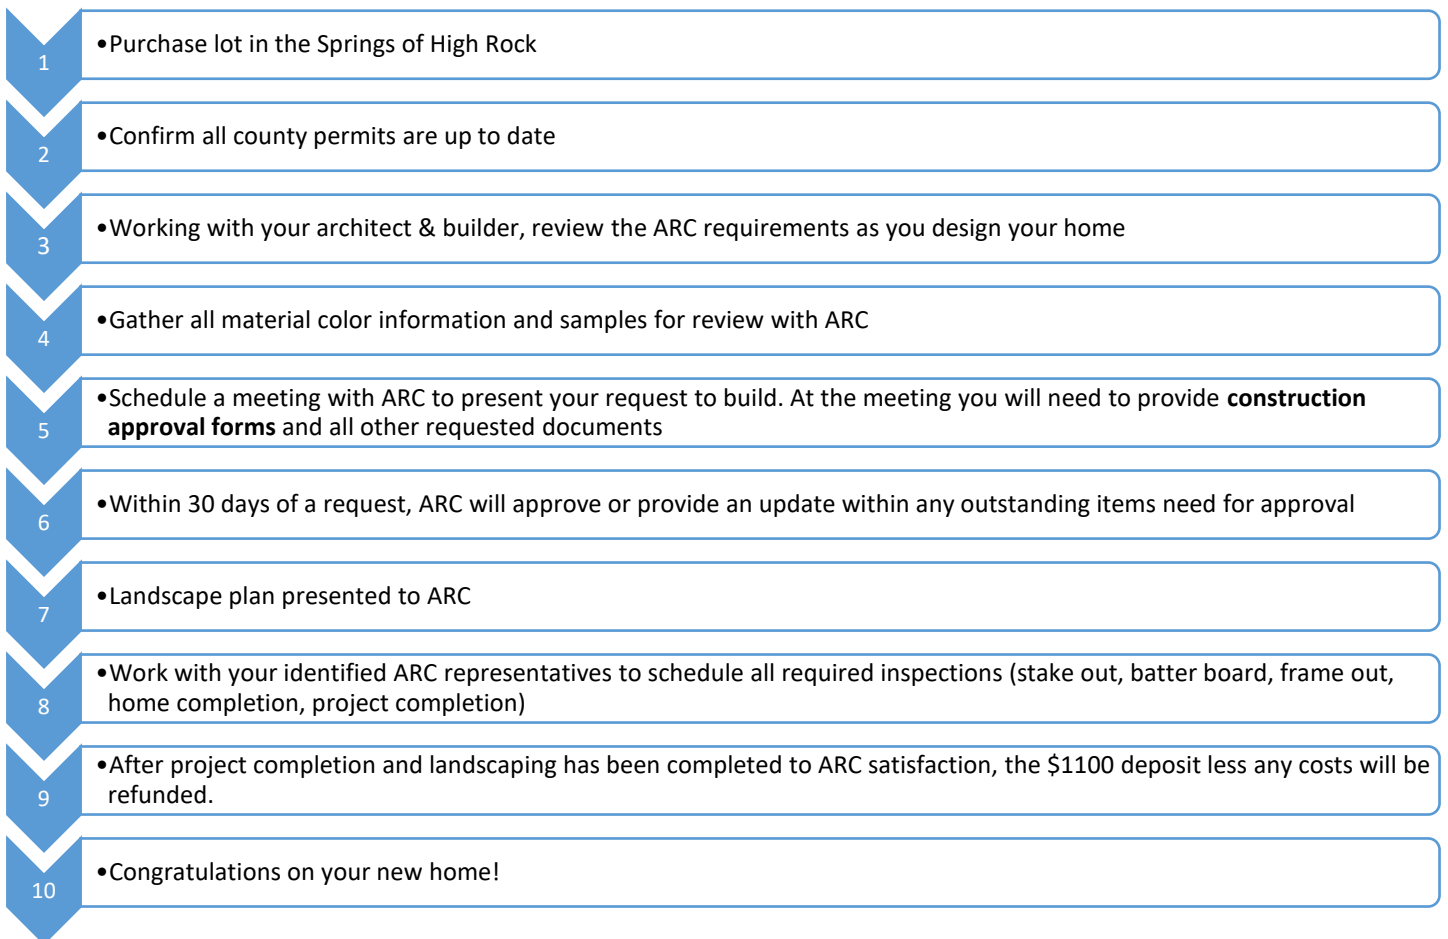 1
•Purchase lot in the Springs of High Rock
2
•Confirm all county permits are up to date
3
•Working with your architect & builder, review the ARC requirements as you design your home
4
•Gather all material color information and samples for review with ARC
5
•Schedule a meeting with ARC to present your request to build. At the meeting you will need to provide construction
approval forms and all other requested documents
6
•Within 30 days of a request, ARC will approve or provide an update within any outstanding items need for approval
7
•Landscape plan presented to ARC
8
•Work with your identified ARC representatives to schedule all required inspections (stake out, batter board, frame out,
home completion, project completion)
9
•After project completion and landscaping has been completed to ARC satisfaction, the $1100 deposit less any costs will be
refunded.
10
•Congratulations on your new home!